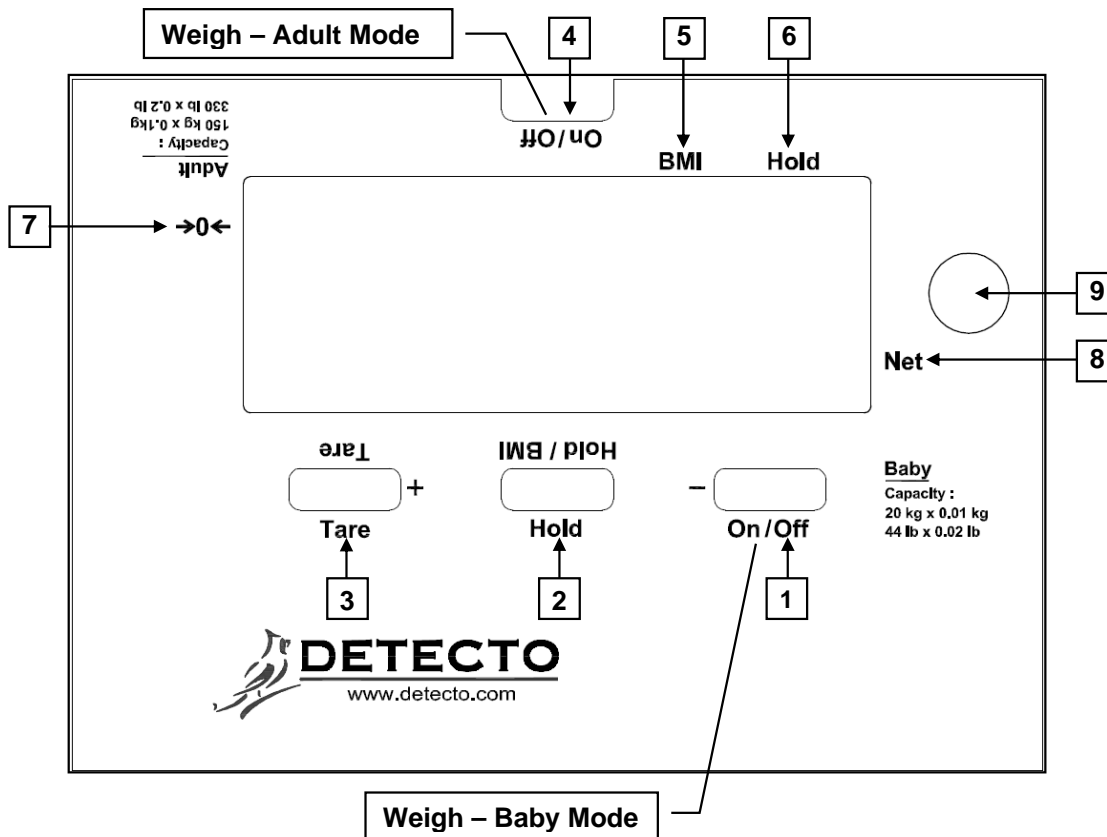 Weigh – Adult Mode
4
5
6
On/Off
BMI
Hold
Adult
Capacity :
150 kg x 0.1kg
330 lb x 0.2 lb
7
→0←
9
Net
8
Tare
Hold / BMI
+
−
Tare
Hold
On/Off
Baby
Capacity :
20 kg x 0.01 kg
44 lb x 0.02 lb
3
2
1
DETECTO
www.detecto.com
Weigh – Baby Mode